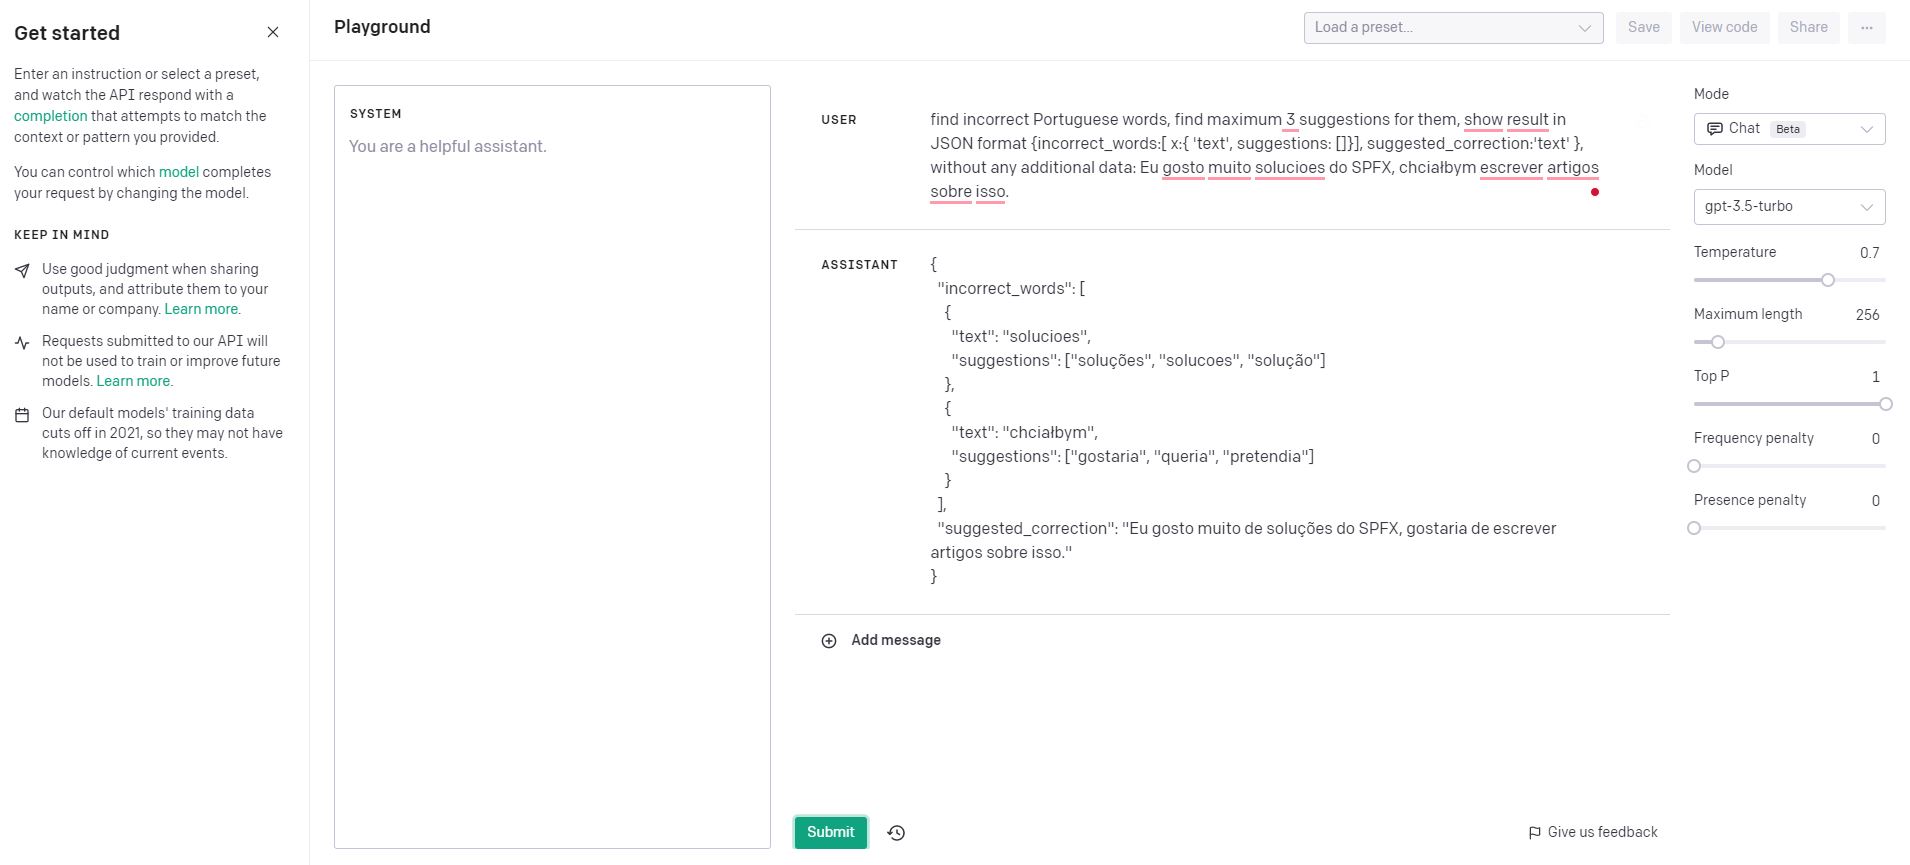 Get started
Enter an instruction or select a preset,
and watch the API respond with a
completion that attempts to match the
context or pattern you provided.
You can control which model completes
your request by changing the model.
KEEP IN MIND
Use good judgment when sharing
outputs, and attribute them to your
name or company. Learn more.
Requests submitted to our API will
not be used to train or improve future
models. Learn more.
Our default models' training data
cuts off in 2021, so they may not have
knowledge of current events.
Playground
Load a preset...
Save
View code
Share
...
SYSTEM
You are a helpful assistant.
USER
find incorrect Portuguese words, find maximum 3 suggestions for them, show result in
JSON format {incorrect_words:[ x:{ 'text', suggestions: []}], suggested_correction:'text' },
without any additional data: Eu gosto muito solucioes do SPFX, chciałbym escrever artigos
sobre isso.
ASSISTANT
{
"incorrect_words": [
{
"text": "solucioes",
"suggestions": ["soluções", "solucoes", "solução"]
},
{
"text": "chciałbym",
"suggestions": ["gostaria", "queria", "pretendia"]
}
],
"suggested_correction": "Eu gosto muito de soluções do SPFX, gostaria de escrever
artigos sobre isso."
}
Add message
Submit
Give us feedback
Mode
Chat Beta
Model
gpt-3.5-turbo
Temperature 0.7
Maximum length 256
Top P 1
Frequency penalty 0
Presence penalty 0